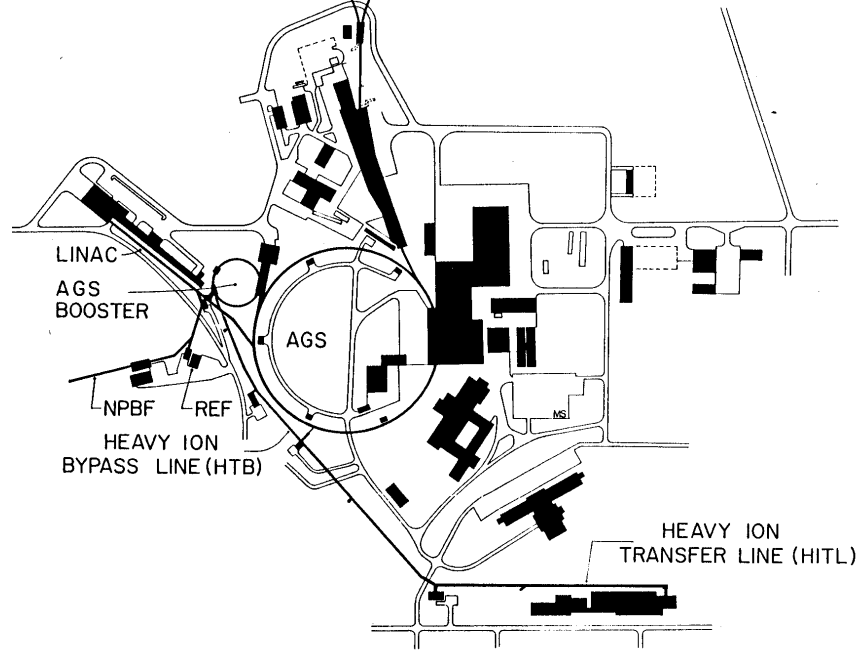 LINAC
AGS
BOOSTER
AGS
NPBF
REF
HEAVY ION
BYPASS LINE (HTB)
MS
HEAVY ION
TRANSFER LINE (HITL)